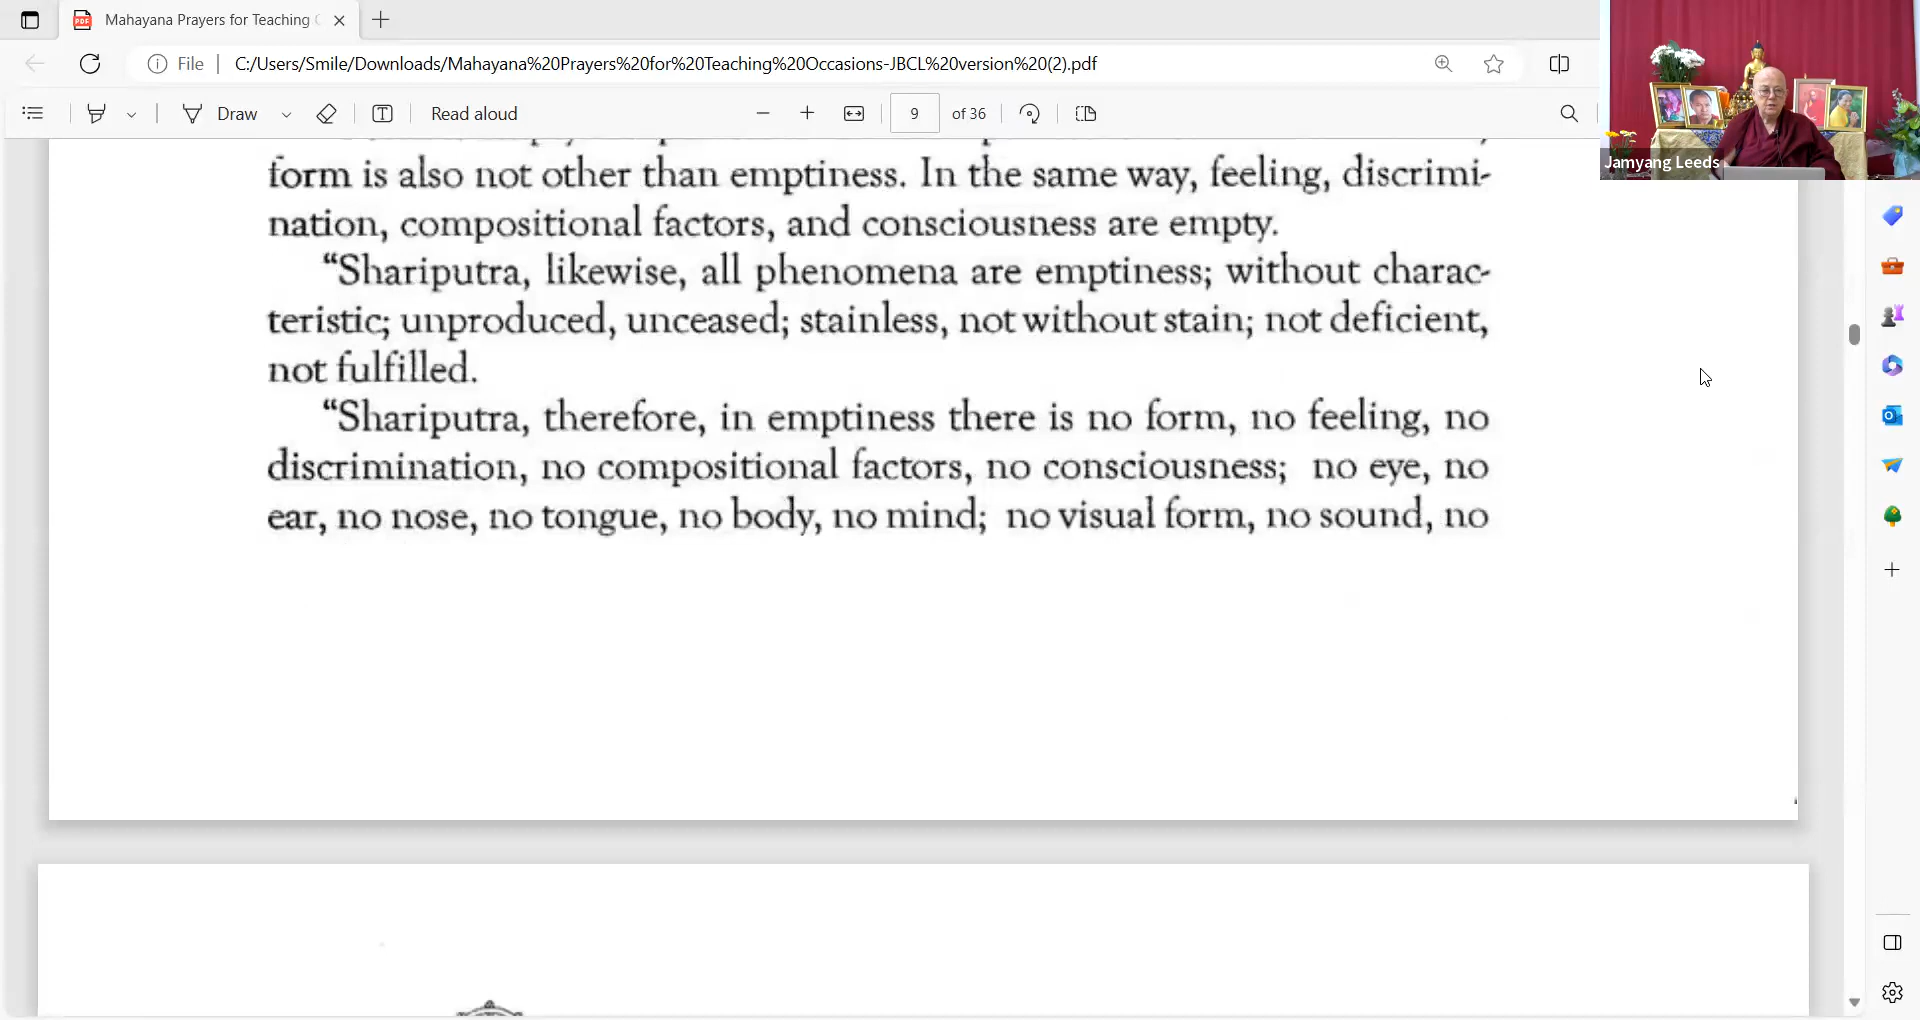 Mahayana Prayers for Teaching
File
C:/Users/Smile/Downloads/Mahayana%20Prayers%20for%20Teaching%20Occasions-JBCL%20version%20(2).pdf
Draw
Read aloud
9 of 36
Jamyang Leeds
form is also not other than emptiness. In the same way, feeling, discrimi-
nation, compositional factors, and consciousness are empty.
“Shariputra, likewise, all phenomena are emptiness; without charac-
teristic; unproduced, unceased; stainless, not without stain; not deficient,
not fulfilled.
“Shariputra, therefore, in emptiness there is no form, no feeling, no
discrimination, no compositional factors, no consciousness; no eye, no
ear, no nose, no tongue, no body, no mind; no visual form, no sound, no